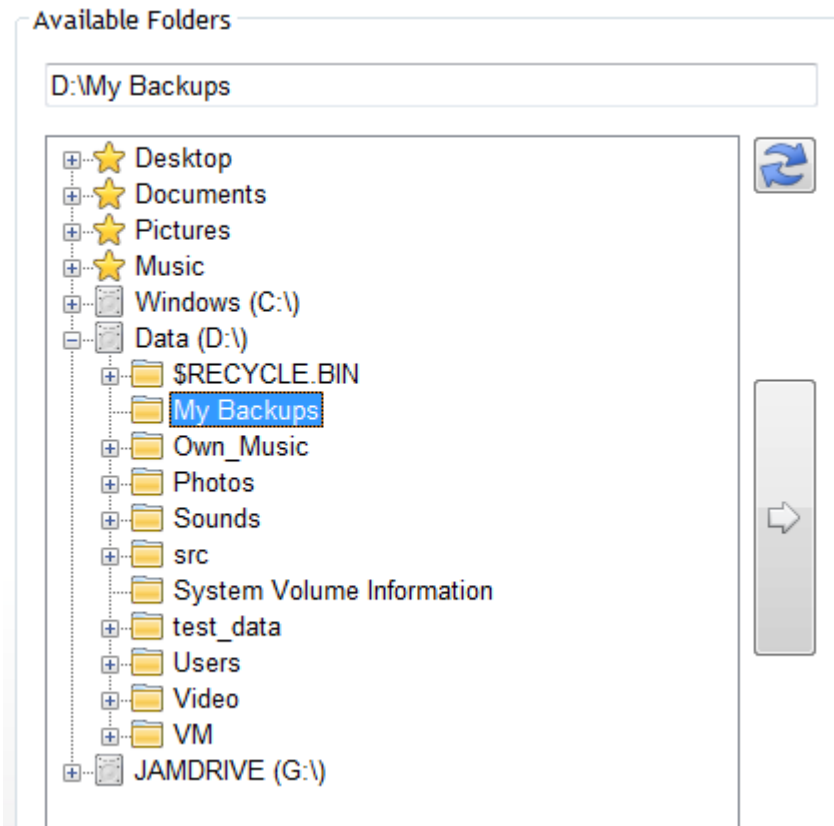 Available Folders
D:\My Backups
Desktop
Documents
Pictures
Music
Windows (C:\)
Data (D:\)
$RECYCLE.BIN
My Backups
Own_Music
Photos
Sounds
src
System Volume Information
test_data
Users
Video
VM
JAMDRIVE (G:\)